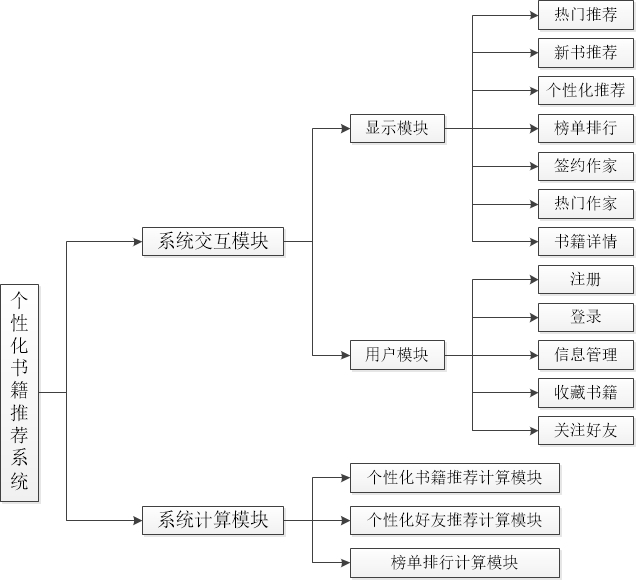 个性化书籍推荐系统
系统交互模块
显示模块
热门推荐
新书推荐
个性化推荐
榜单排行
签约作家
热门作家
书籍详情
用户模块
注册
登录
信息管理
收藏书籍
关注好友
系统计算模块
个性化书籍推荐计算模块
个性化好友推荐计算模块
榜单排行计算模块